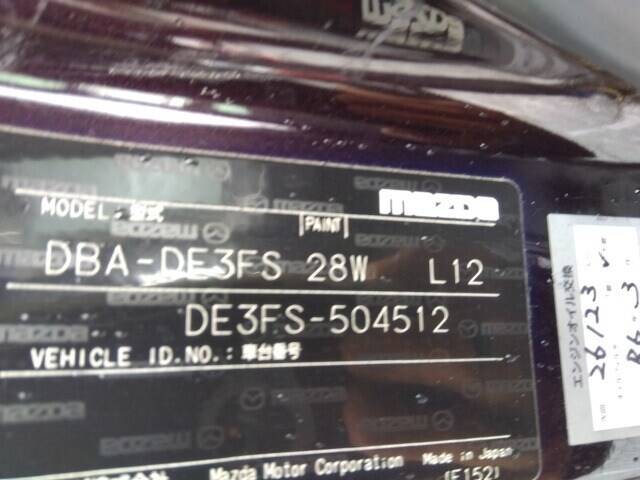 mazda
MODEL: 型式
PAINT
DBA-DE3FS 28W L12
DE3FS-504512
VEHICLE ID.NO.: 車台番号
Mazda Motor Corporation Made in Japan
エンジンオイル交換
26/23